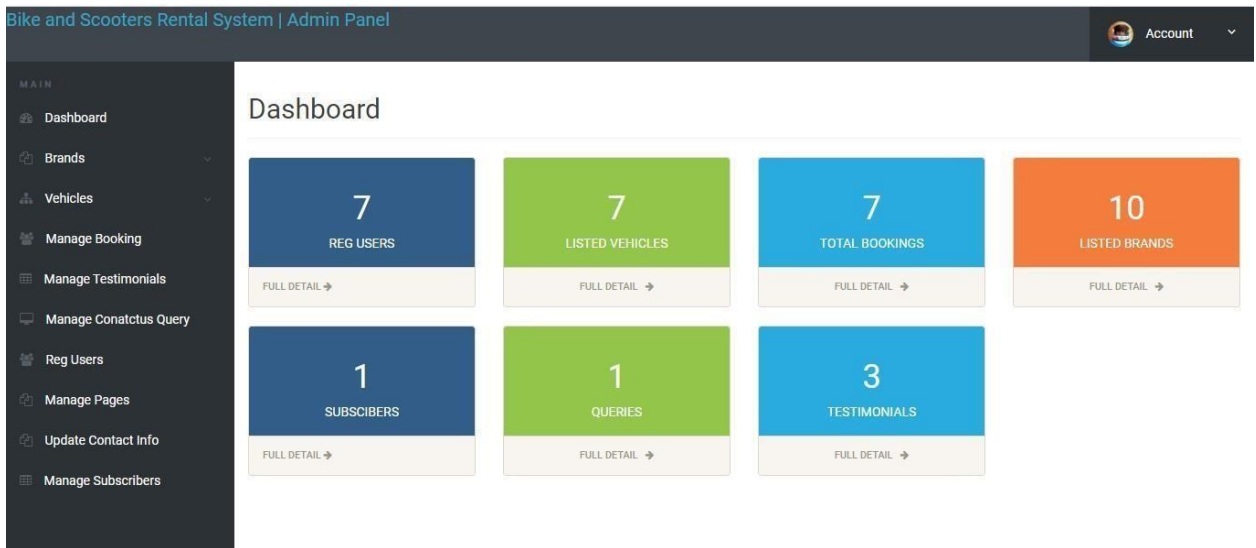 Bike and Scooters Rental System | Admin Panel
Account
MAIN
Dashboard
Brands
Vehicles
Manage Booking
Manage Testimonials
Manage Conatctus Query
Reg Users
Manage Pages
Update Contact Info
Manage Subscribers
Dashboard
7
REG USERS
FULL DETAIL
7
LISTED VEHICLES
FULL DETAIL
7
TOTAL BOOKINGS
FULL DETAIL
10
LISTED BRANDS
FULL DETAIL
1
SUBSCIBERS
FULL DETAIL
1
QUERIES
FULL DETAIL
3
TESTIMONIALS
FULL DETAIL